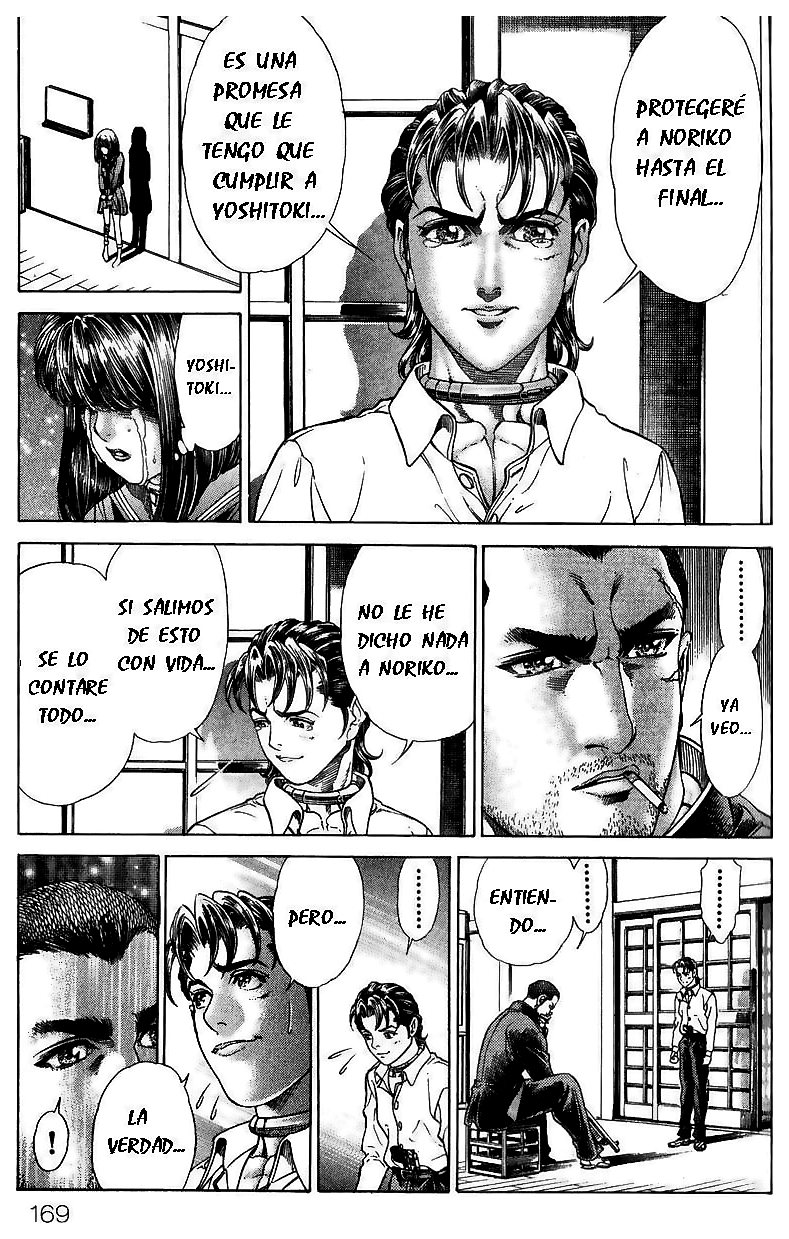 PROTEGERÉ
A NORIKO
HASTA EL
FINAL...
ES UNA
PROMESA
QUE LE
TENGO QUE
CUMPLIR A
YOSHITOKI...
YOSHI-
TOKI...
.........
YA
VEO...
NO LE HE
DICHO NADA
A NORIKO...
SI SALIMOS
DE ESTO
CON VIDA...
SE LO
CONTARE
TODO...
.......
.......
ENTIEN-
DO...
.......
PERO...
LA
VERDAD...
!
169